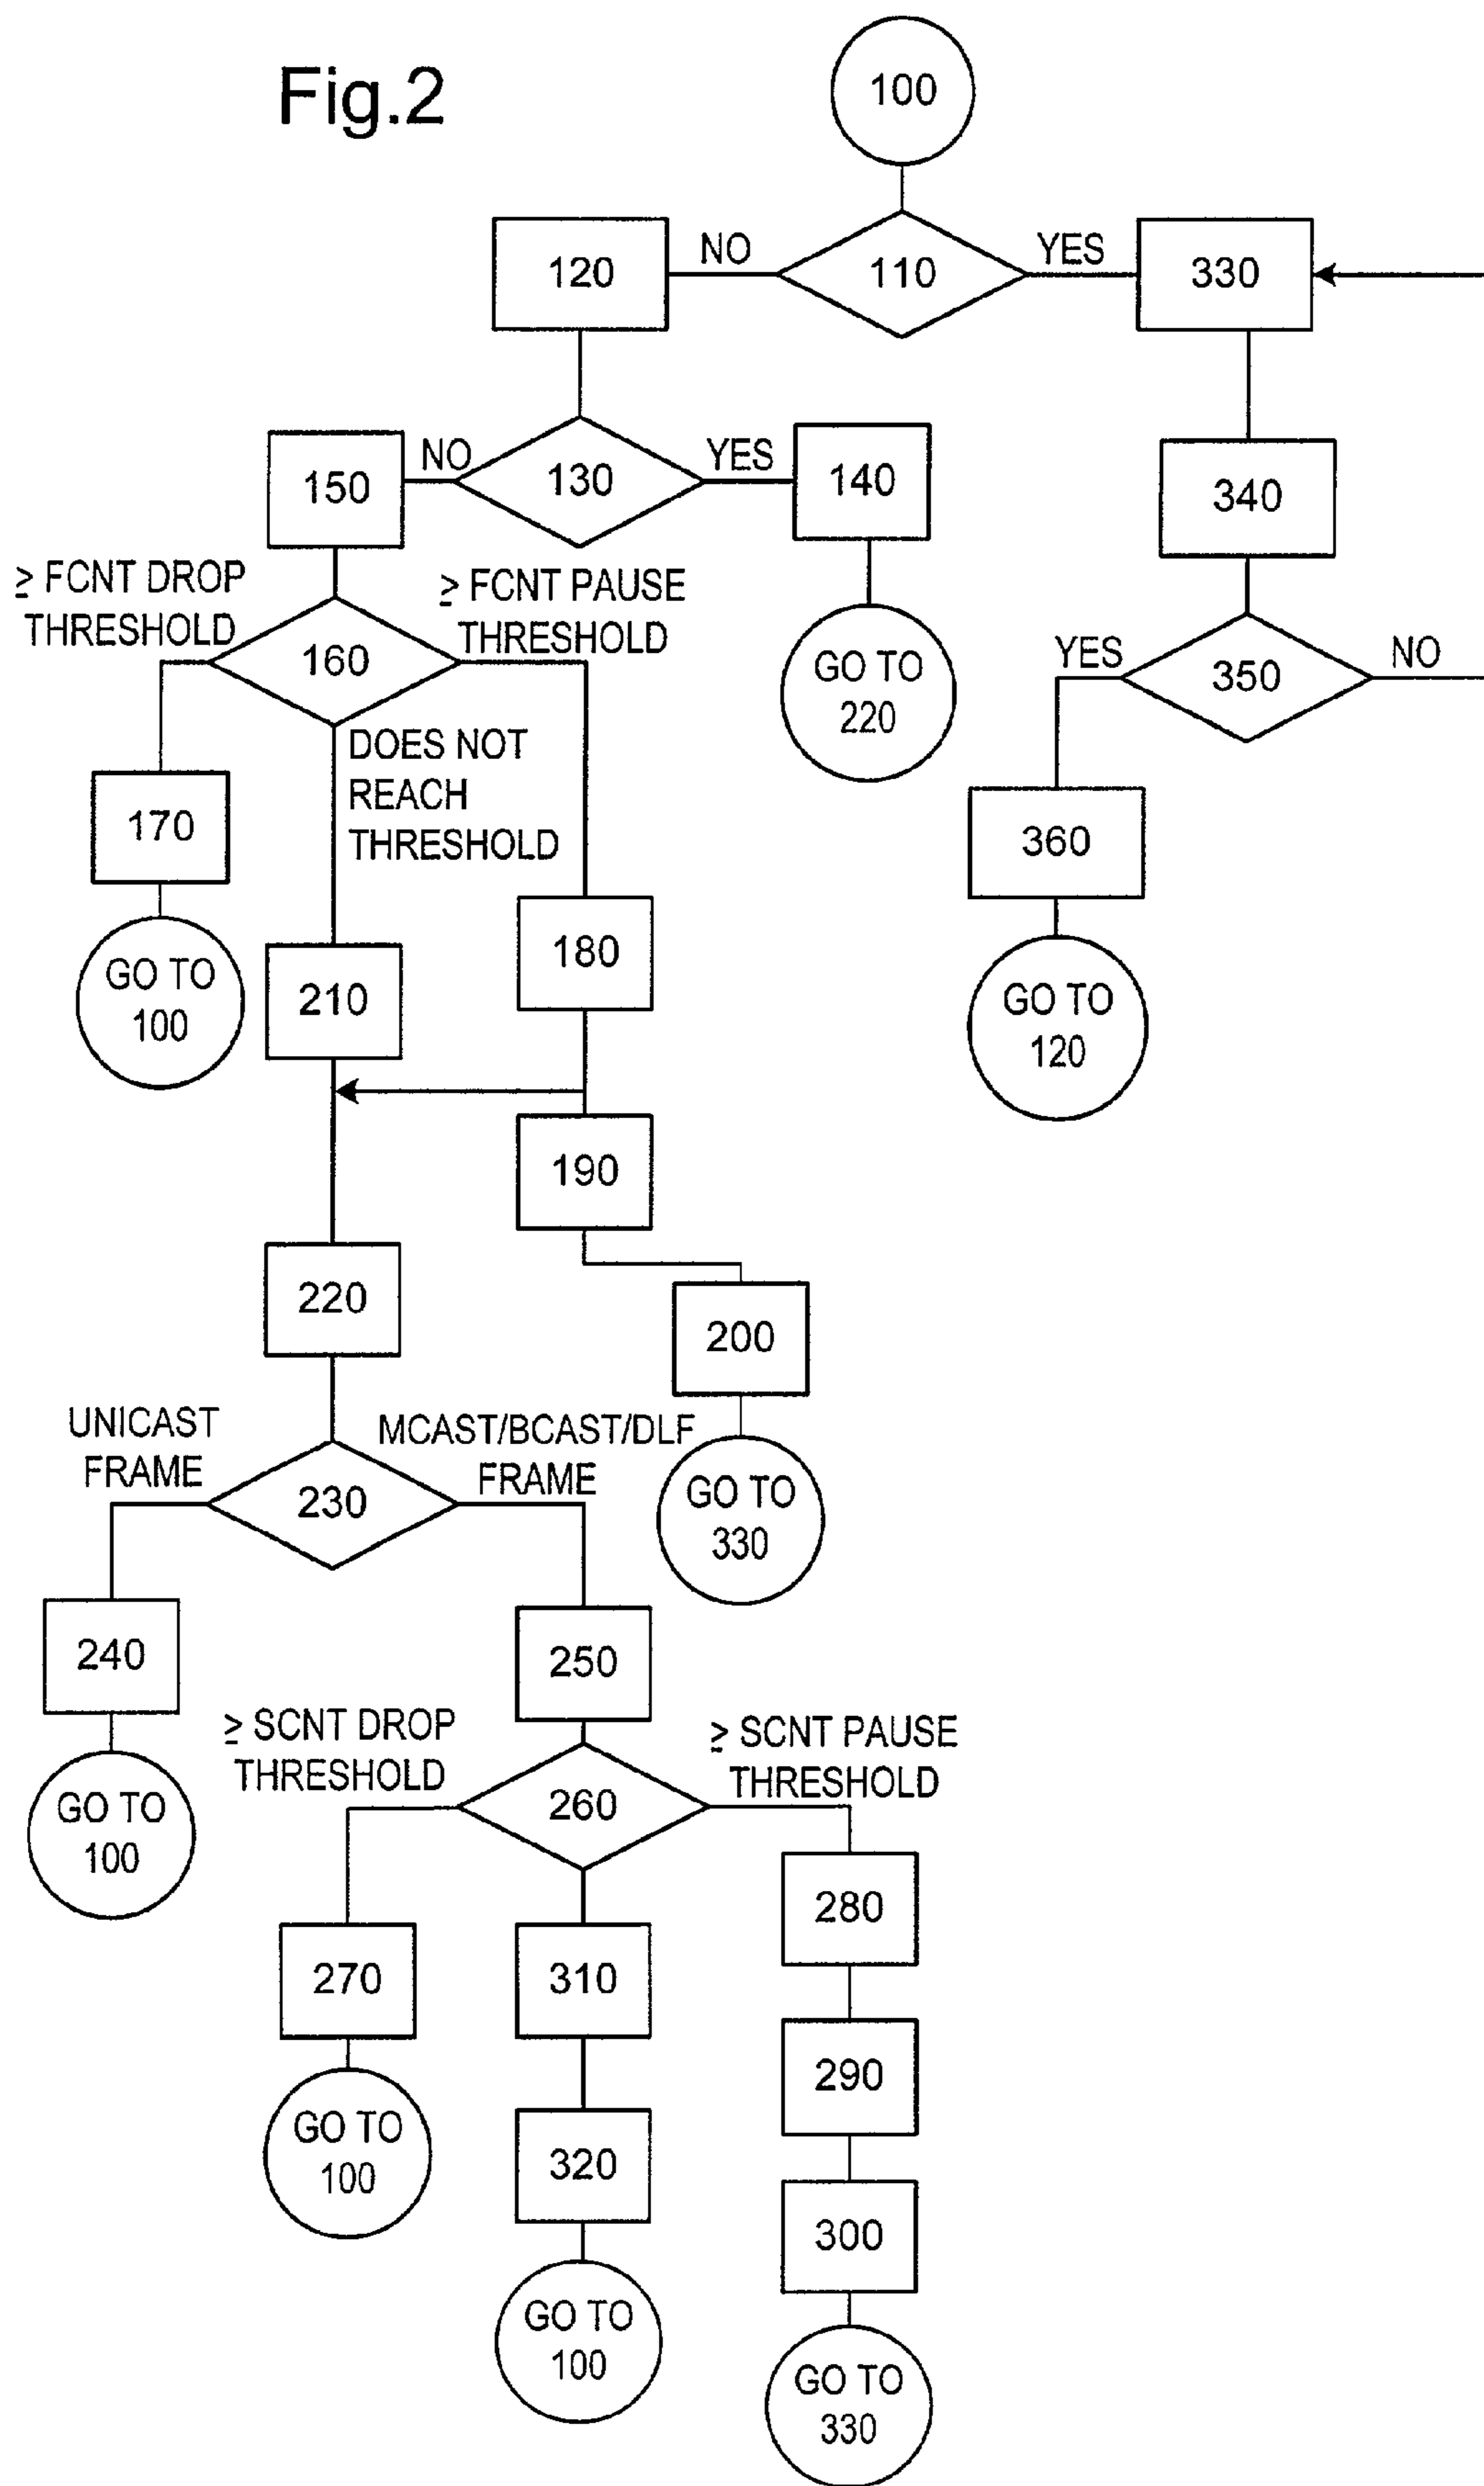 Fig.2
100
120
NO
110
YES
330
150
NO
130
YES
140
340
≥ FCNT DROP
THRESHOLD
160
≥ FCNT PAUSE
THRESHOLD
GO TO
220
YES
350
NO
DOES NOT
REACH
THRESHOLD
170
360
180
GO TO
100
210
GO TO
120
190
220
200
UNICAST
FRAME
230
MCAST/BCAST/DLF
FRAME
GO TO
330
240
250
≥ SCNT DROP
THRESHOLD
260
≥ SCNT PAUSE
THRESHOLD
GO TO
100
280
270
310
290
GO TO
100
320
300
GO TO
100
GO TO
330